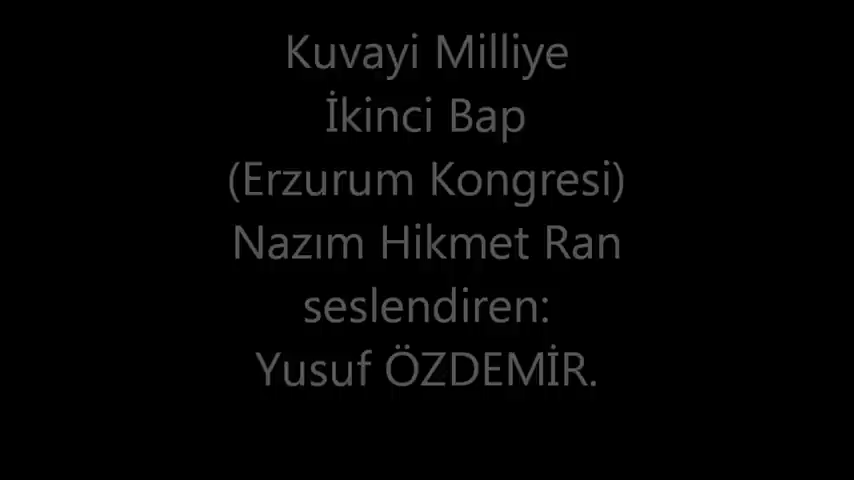 Kuvayi Milliye
İkinci Bap
(Erzurum Kongresi)
Nazım Hikmet Ran
seslendiren:
Yusuf ÖZDEMİR.